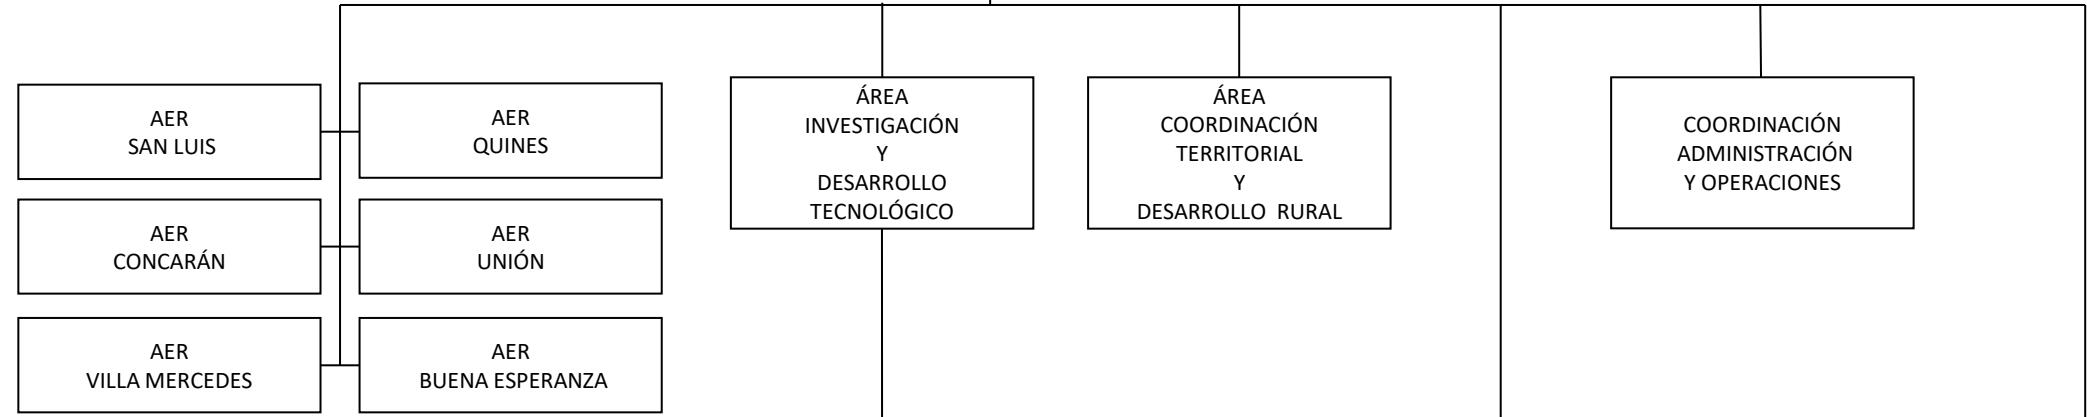 AER
SAN LUIS
AER
QUINES
AER
CONCARÁN
AER
UNIÓN
AER
VILLA MERCEDES
AER
BUENA ESPERANZA
ÁREA
INVESTIGACIÓN
Y
DESARROLLO
TECNOLÓGICO
ÁREA
COORDINACIÓN
TERRITORIAL
Y
DESARROLLO RURAL
COORDINACIÓN
ADMINISTRACIÓN
Y OPERACIONES